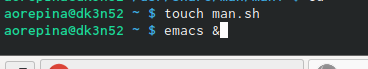 aorepina@dk3n52 ~ $ touch man.sh
aorepina@dk3n52 ~ $ emacs &